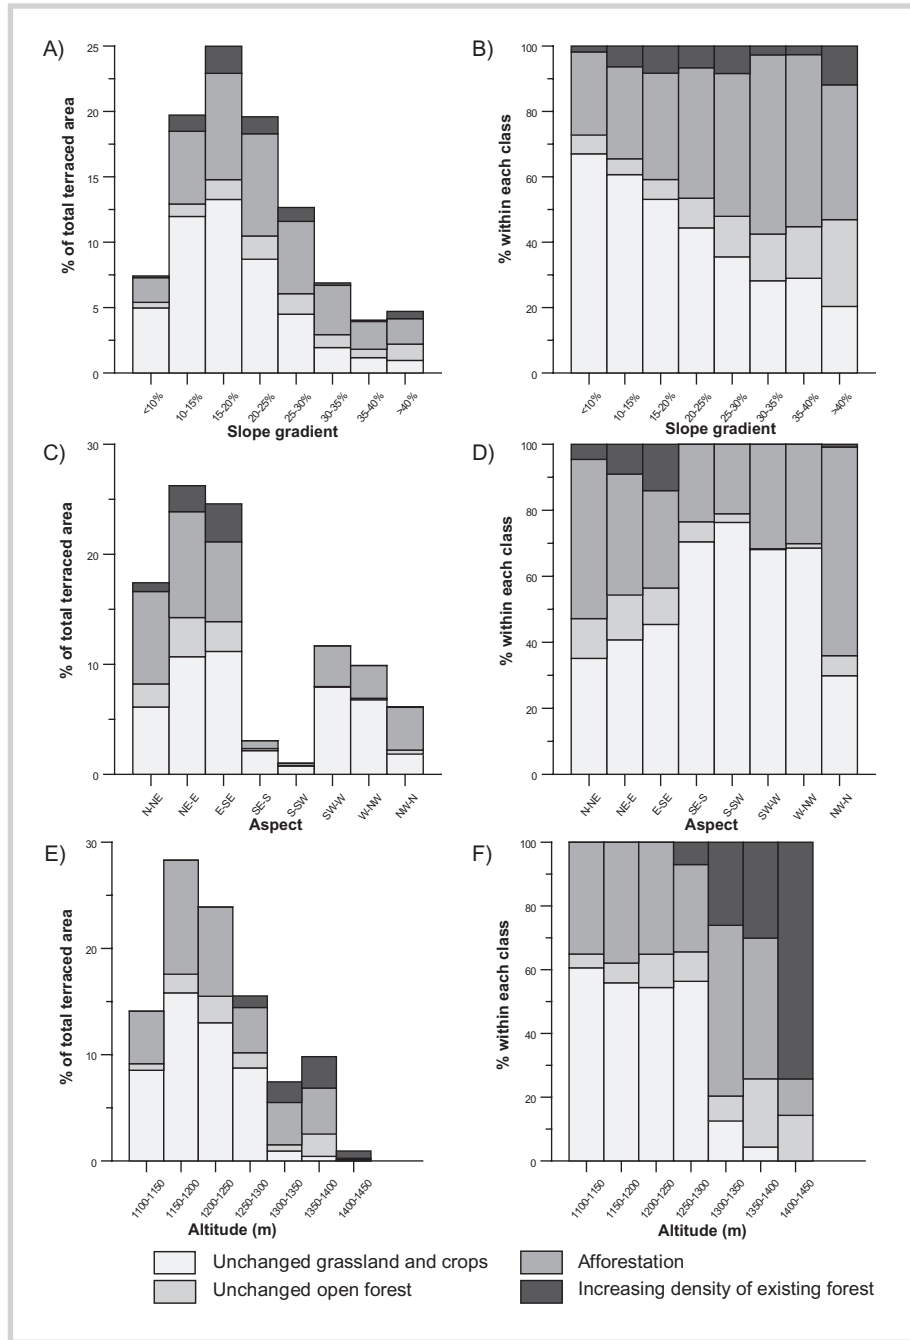 A)
B)
25
20
15
10
5
0
% of total terraced area
<10%
10-15%
15-20%
20-25%
25-30%
30-35%
35-40%
>40%
Slope gradient
100
80
60
40
20
0
% within each class
<10%
10-15%
15-20%
20-25%
25-30%
30-35%
35-40%
>40%
Slope gradient
C)
D)
30
20
10
0
% of total terraced area
N-NE
NE-E
E-SE
SE-S
S-SW
SW-W
W-NW
NW-N
Aspect
100
80
60
40
20
0
% within each class
N-NE
NE-E
E-SE
SE-S
S-SW
SW-W
W-NW
NW-N
Aspect
E)
F)
30
20
10
0
% of total terraced area
1100-1150
1150-1200
1200-1250
1250-1300
1300-1350
1350-1400
1400-1450
Altitude (m)
100
80
60
40
20
0
% within each class
1100-1150
1150-1200
1200-1250
1250-1300
1300-1350
1350-1400
1400-1450
Altitude (m)
Unchanged grassland and crops
Afforestation
Unchanged open forest
Increasing density of existing forest